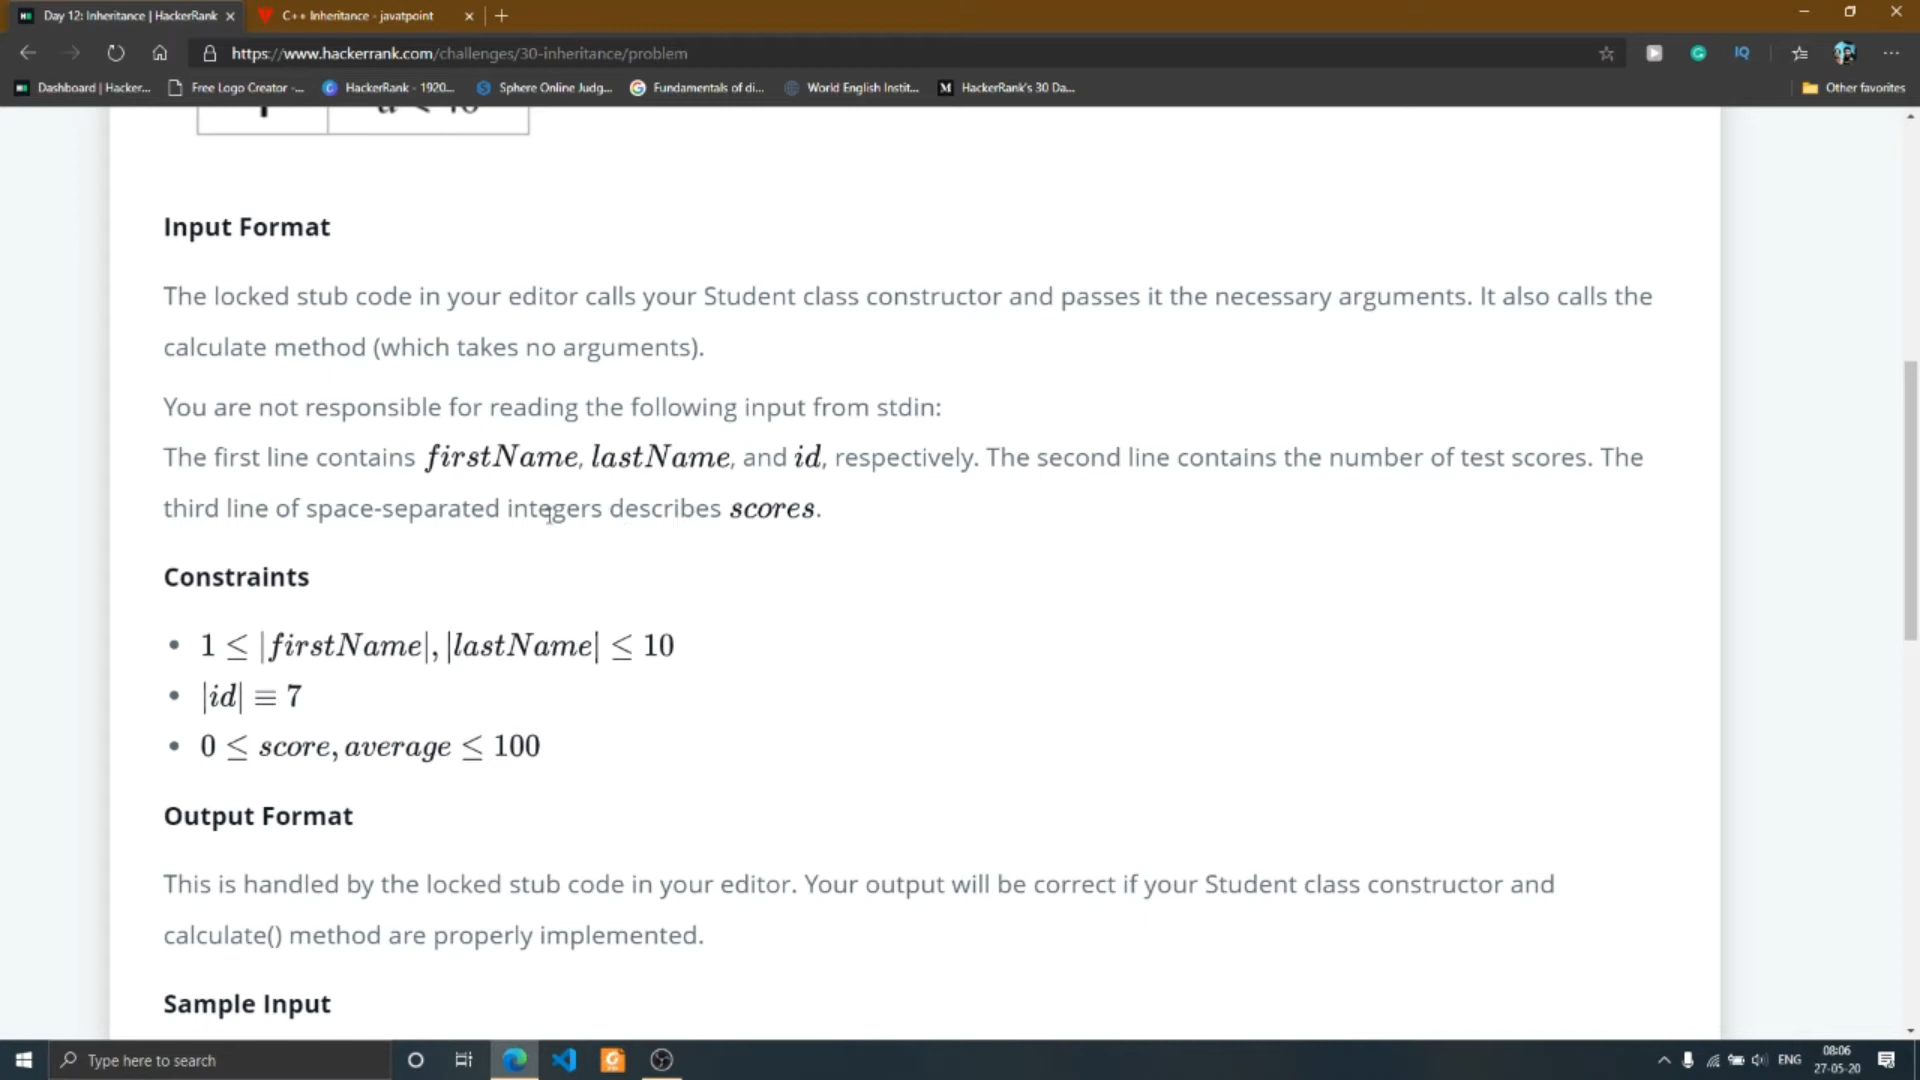 Day 12: Inheritance | HackerRank
C++ Inheritance - javatpoint
https://www.hackerrank.com/challenges/30-inheritance/problem
IQ
Dashboard | Hacker...
Free Logo Creator -...
HackerRank - 1920...
Sphere Online Judg...
Fundamentals of di...
World English Instit...
HackerRank's 30 Da...
Other favorites
Input Format
The locked stub code in your editor calls your Student class constructor and passes it the necessary arguments. It also calls the
calculate method (which takes no arguments).
You are not responsible for reading the following input from stdin:
The first line contains firstName, lastName, and id, respectively. The second line contains the number of test scores. The
third line of space-separated integers describes scores.
Constraints
1 ≤ |firstName|, |lastName| ≤ 10
|id| ≡ 7
0 ≤ score, average ≤ 100
Output Format
This is handled by the locked stub code in your editor. Your output will be correct if your Student class constructor and
calculate() method are properly implemented.
Sample Input
Type here to search
ENG
08:06
27-05-20